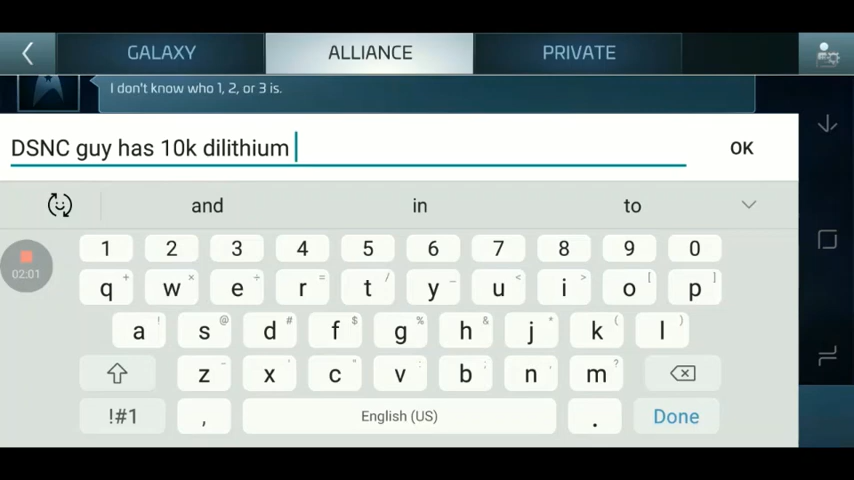 GALAXY ALLIANCE PRIVATE
I don't know who 1, 2, or 3 is.
DSNC guy has 10k dilithium OK
and in to
02:01
1 2 3 4 5 6 7 8 9 0
q + w × e ÷ r = t / y _ u < i > o [ p ]
a ! s @ d # f $ g % h & j * k ( l )
z - x ' c " v : b ; n , m ?
!#1 , English (US) . Done